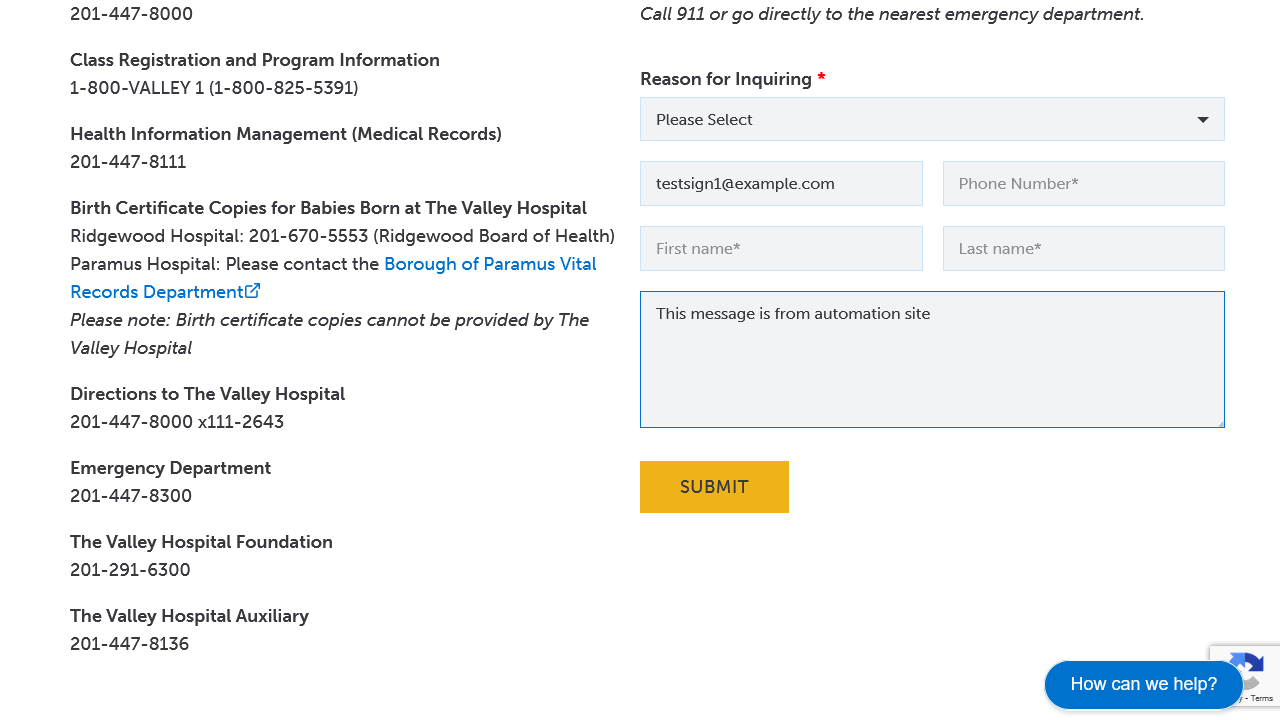 201-447-8000
Class Registration and Program Information
1-800-VALLEY 1 (1-800-825-5391)
Health Information Management (Medical Records)
201-447-8111
Birth Certificate Copies for Babies Born at The Valley Hospital
Ridgewood Hospital: 201-670-5553 (Ridgewood Board of Health)
Paramus Hospital: Please contact the Borough of Paramus Vital
Records Department
Please note: Birth certificate copies cannot be provided by The
Valley Hospital
Directions to The Valley Hospital
201-447-8000 x111-2643
Emergency Department
201-447-8300
The Valley Hospital Foundation
201-291-6300
The Valley Hospital Auxiliary
201-447-8136
Call 911 or go directly to the nearest emergency department.
Reason for Inquiring *
Please Select
testsign1@example.com
Phone Number*
First name*
Last name*
This message is from automation site
SUBMIT
How can we help?
- Terms